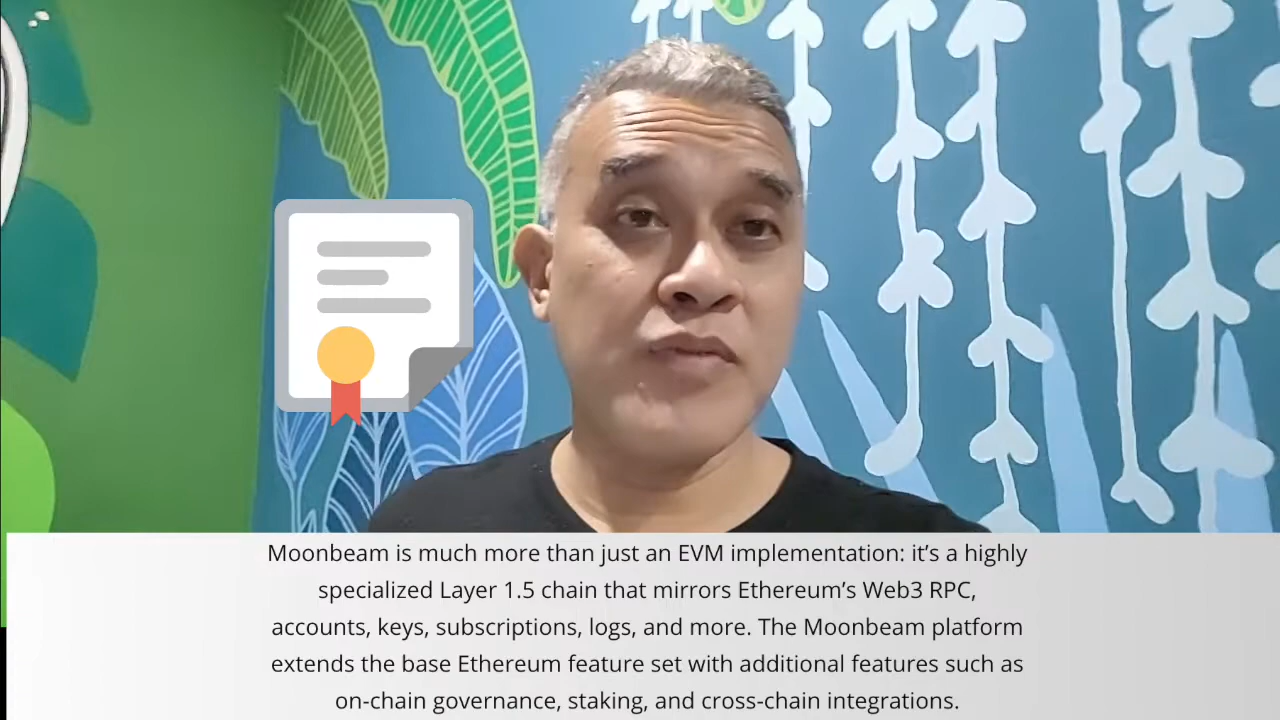 Moonbeam is much more than just an EVM implementation: it’s a highly
specialized Layer 1.5 chain that mirrors Ethereum’s Web3 RPC,
accounts, keys, subscriptions, logs, and more. The Moonbeam platform
extends the base Ethereum feature set with additional features such as
on-chain governance, staking, and cross-chain integrations.